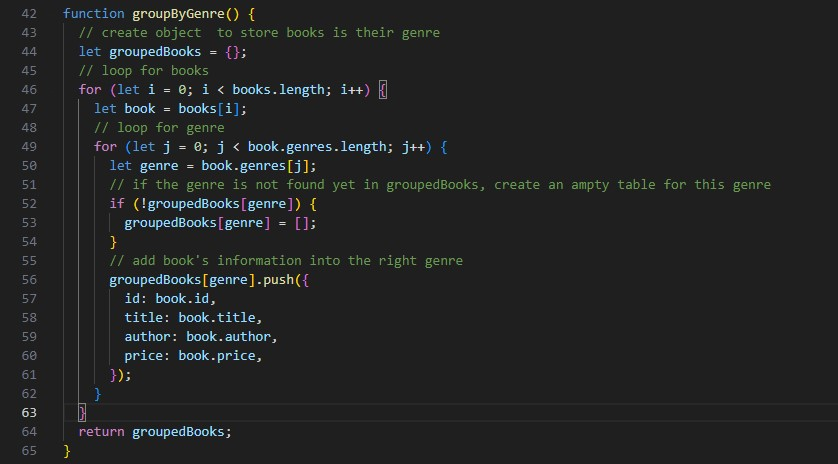 42 function groupByGenre() {
43 // create object  to store books is their genre
44 let groupedBooks = {};
45 // loop for books
46 for (let i = 0; i < books.length; i++) {
47 let book = books[i];
48 // loop for genre
49 for (let j = 0; j < book.genres.length; j++) {
50 let genre = book.genres[j];
51 // if the genre is not found yet in groupedBooks, create an ampty table for this genre
52 if (!groupedBooks[genre]) {
53 groupedBooks[genre] = [];
54 }
55 // add book's information into the right genre
56 groupedBooks[genre].push({
57 id: book.id,
58 title: book.title,
59 author: book.author,
60 price: book.price,
61 });
62 }
63 }
64 return groupedBooks;
65 }